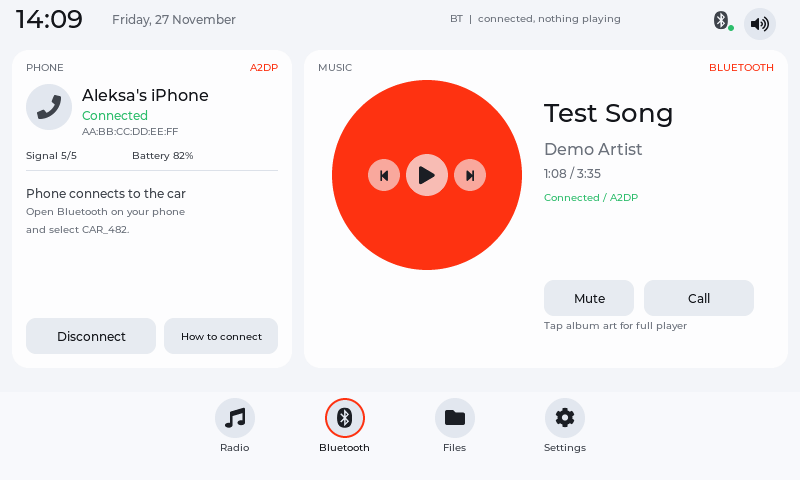 14:09
Friday, 27 November
BT | connected, nothing playing
PHONE
A2DP
Aleksa's iPhone
Connected
AA:BB:CC:DD:EE:FF
Signal 5/5
Battery 82%
Phone connects to the car
Open Bluetooth on your phone
and select CAR_482.
Disconnect
How to connect
MUSIC
BLUETOOTH
Test Song
Demo Artist
1:08 / 3:35
Connected / A2DP
Mute
Call
Tap album art for full player
Radio
Bluetooth
Files
Settings